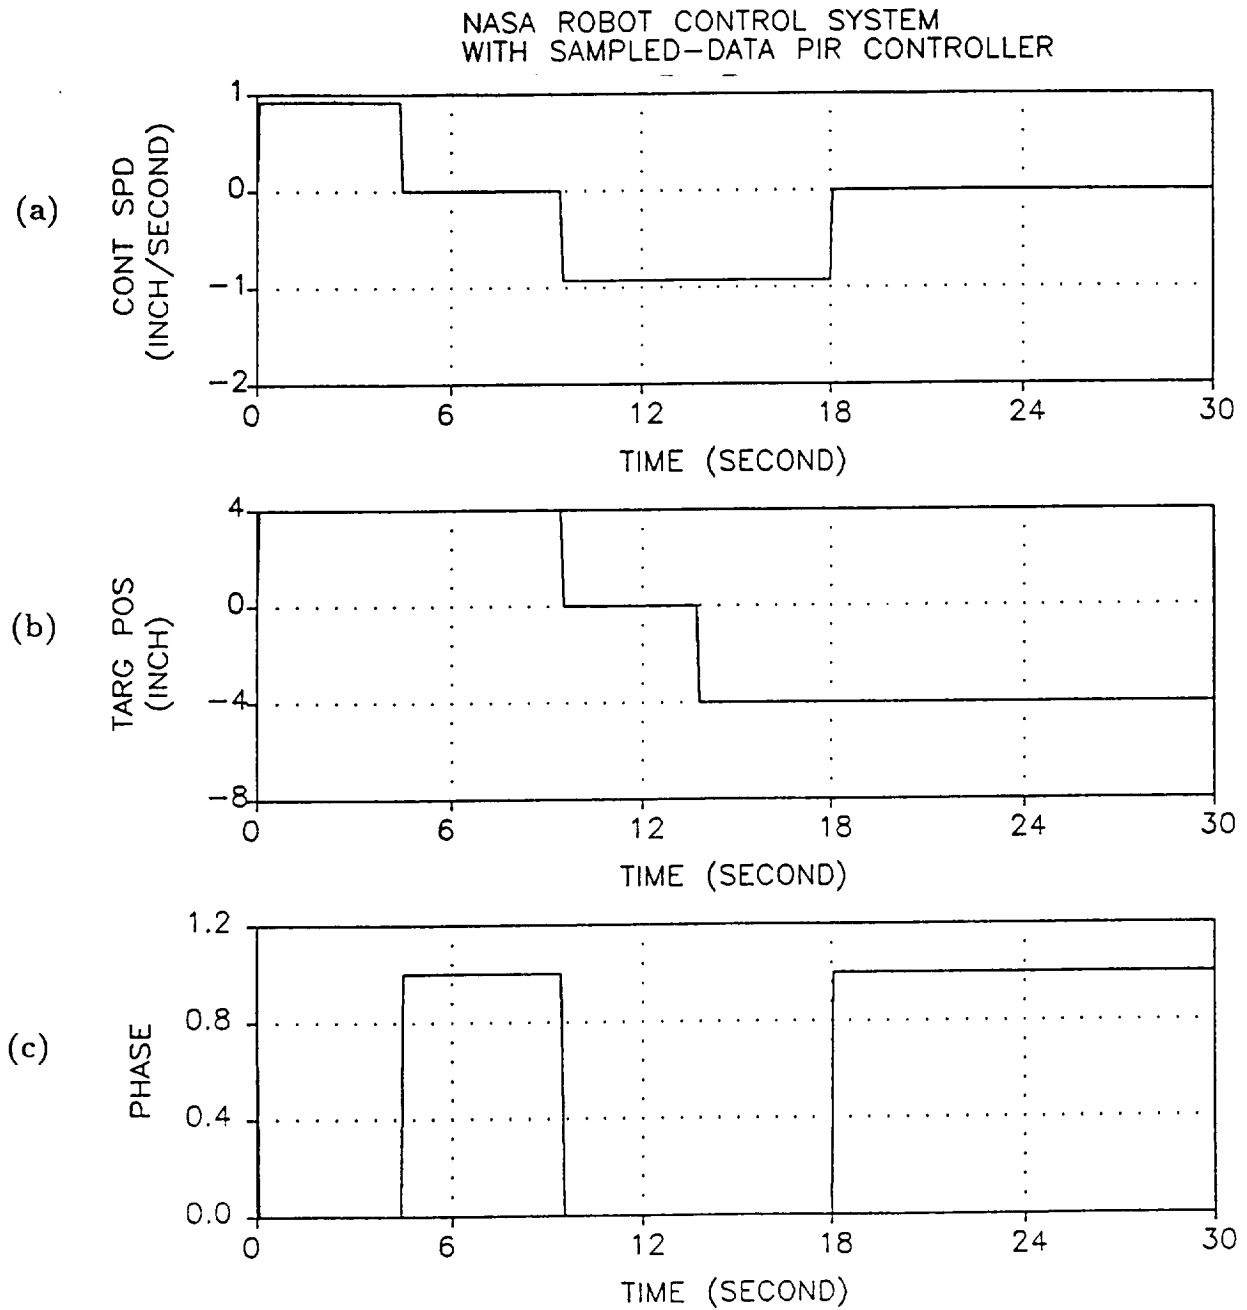 NASA ROBOT CONTROL SYSTEM
WITH SAMPLED-DATA PIR CONTROLLER
(a)
CONT SPD
(INCH/SECOND)
1
0
-1
-2
0 6 12 18 24 30
TIME (SECOND)
(b)
TARG POS
(INCH)
4
0
-4
-8
0 6 12 18 24 30
TIME (SECOND)
(c)
PHASE
1.2
0.8
0.4
0.0
0 6 12 18 24 30
TIME (SECOND)